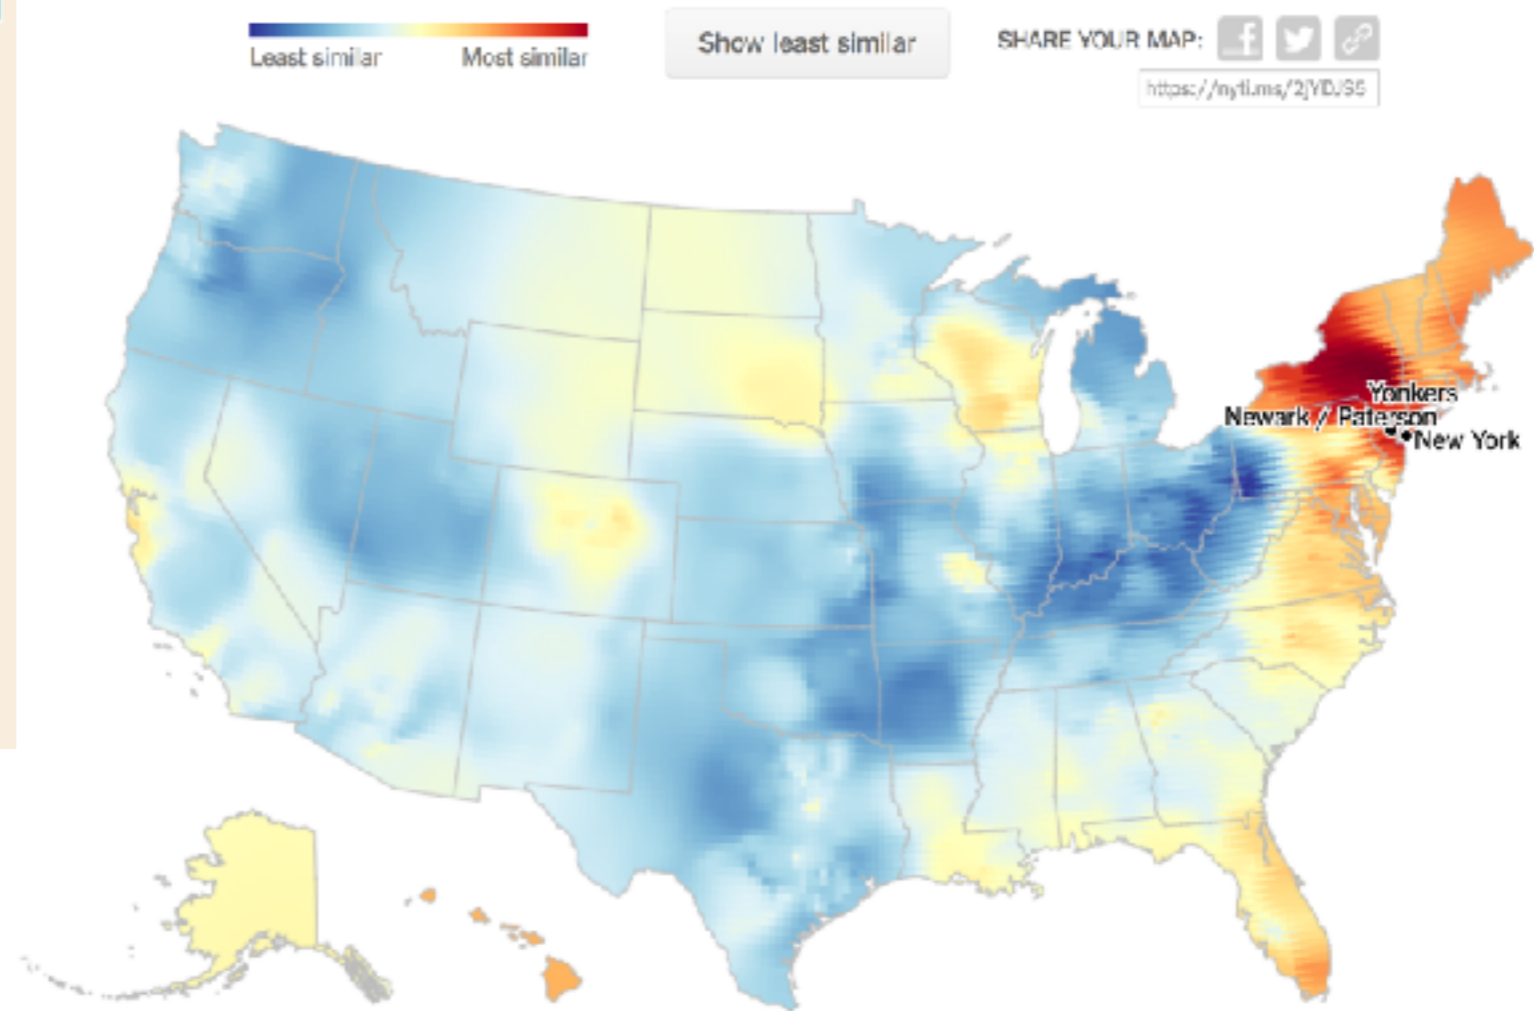 Least similar
Most similar
Show least similar
SHARE YOUR MAP:
Yonkers
Newark / Paterson
New York